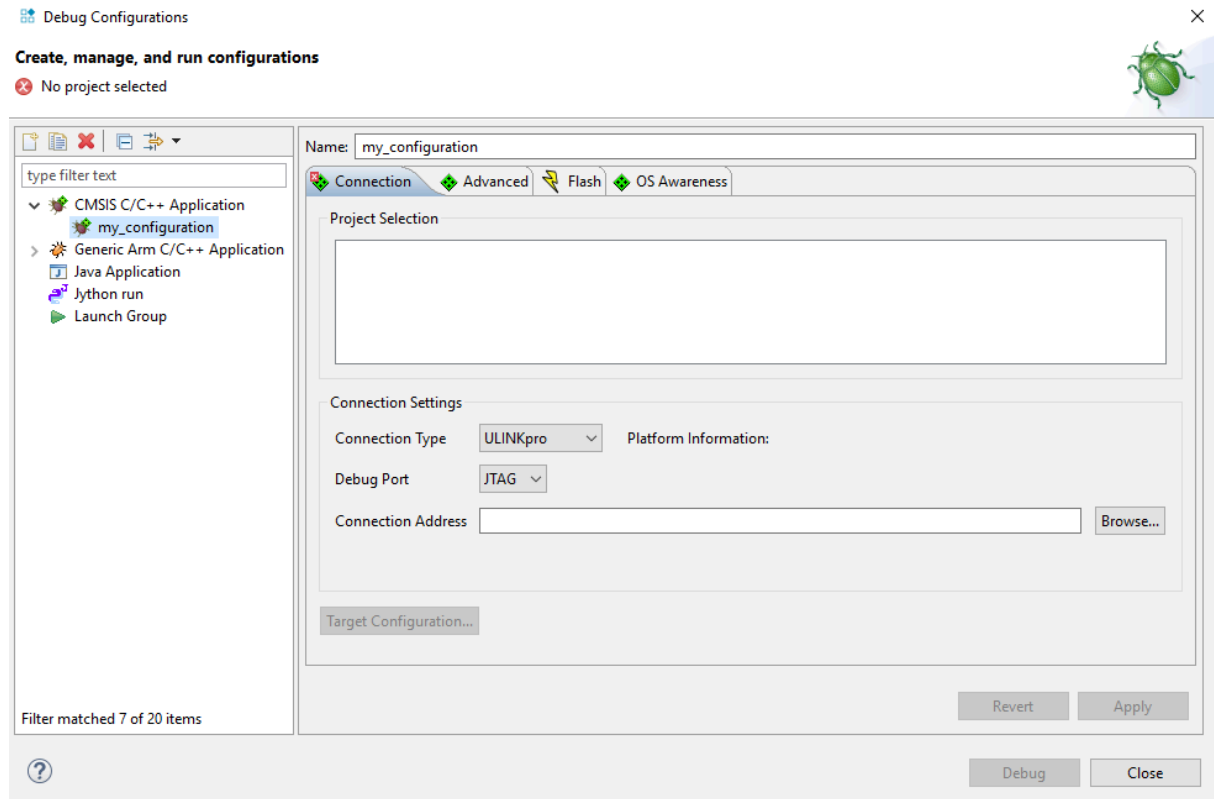 Debug Configurations
Create, manage, and run configurations
No project selected
type filter text
CMSIS C/C++ Application
my_configuration
Generic Arm C/C++ Application
Java Application
Jython run
Launch Group
Filter matched 7 of 20 items
Name: my_configuration
Connection Advanced Flash OS Awareness
Project Selection
Connection Settings
Connection Type ULINKpro Platform Information:
Debug Port JTAG
Connection Address Browse...
Target Configuration...
Revert Apply
Debug Close